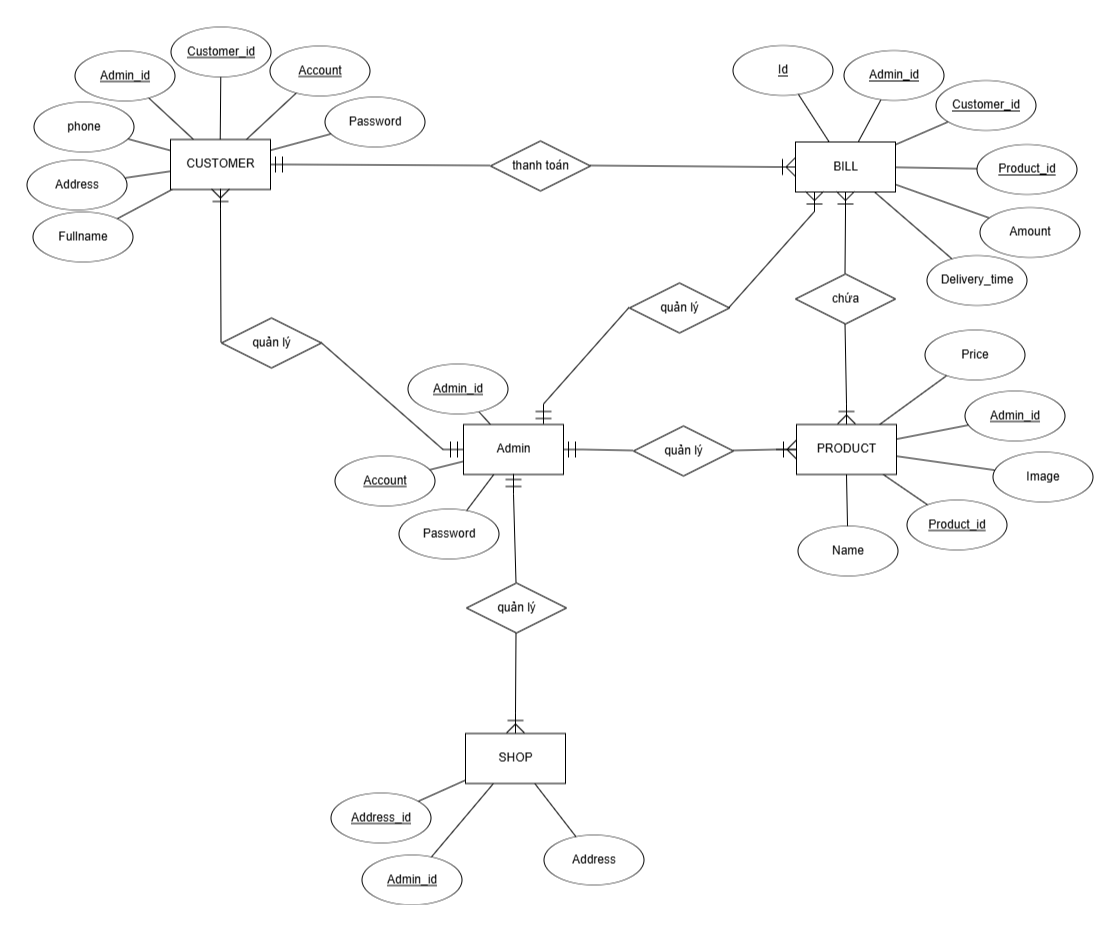 Customer_id
Account
Admin_id
Password
phone
CUSTOMER
Address
Fullname
thanh toán
Id
Admin_id
Customer_id
BILL
Product_id
Amount
Delivery_time
quản lý
chứa
quản lý
Admin_id
Admin
Account
Password
quản lý
Price
Admin_id
PRODUCT
Image
Product_id
Name
quản lý
SHOP
Address_id
Admin_id
Address